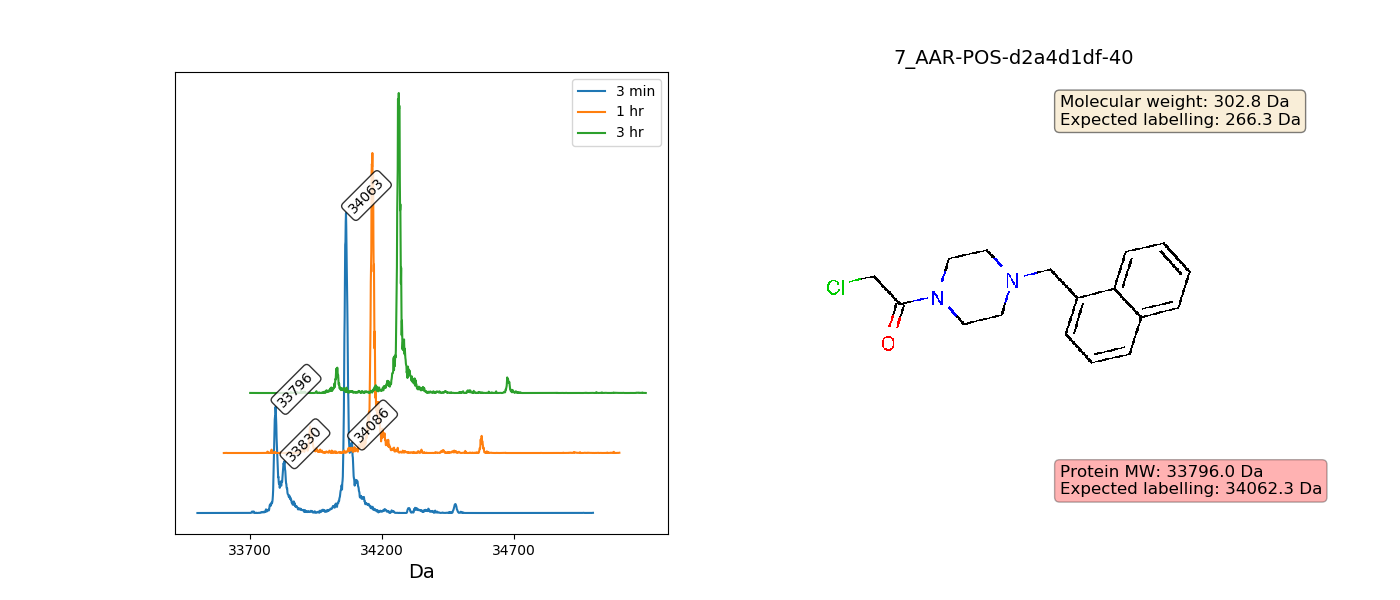 7_AAR-POS-d2a4d1df-40
3 min
1 hr
3 hr
Molecular weight: 302.8 Da
Expected labelling: 266.3 Da
34063
33796
33830
34086
Cl
N
N
O
Protein MW: 33796.0 Da
Expected labelling: 34062.3 Da
33700
34200
34700
Da